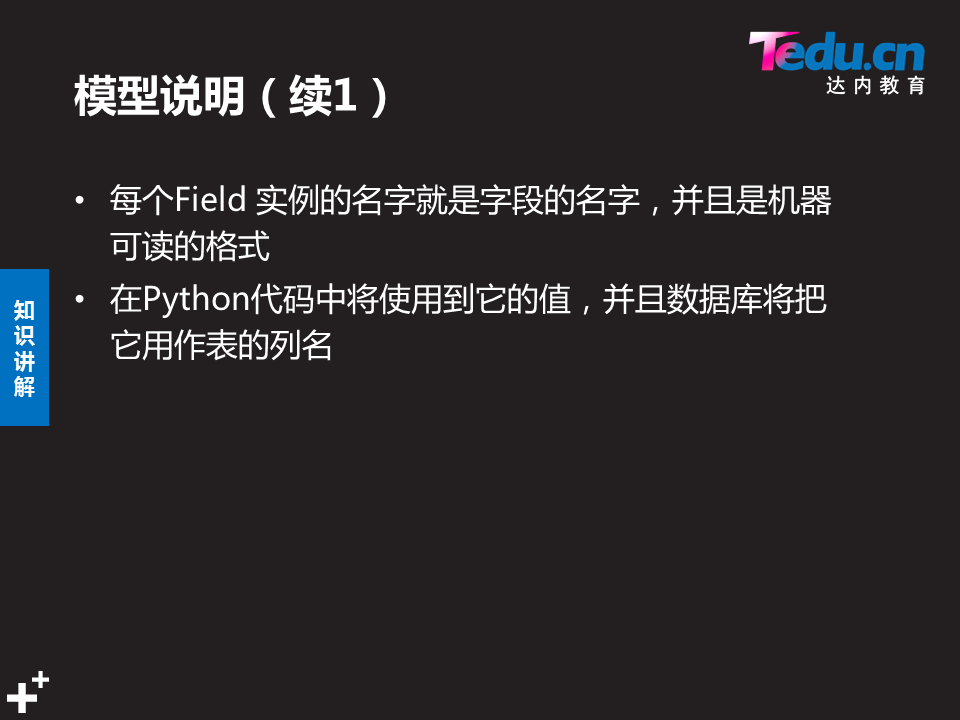 Tedu.cn
达内教育
模型说明（续1）
• 每个Field 实例的名字就是字段的名字，并且是机器
可读的格式
• 在Python代码中将使用到它的值，并且数据库将把
它用作表的列名
知
识
讲
解